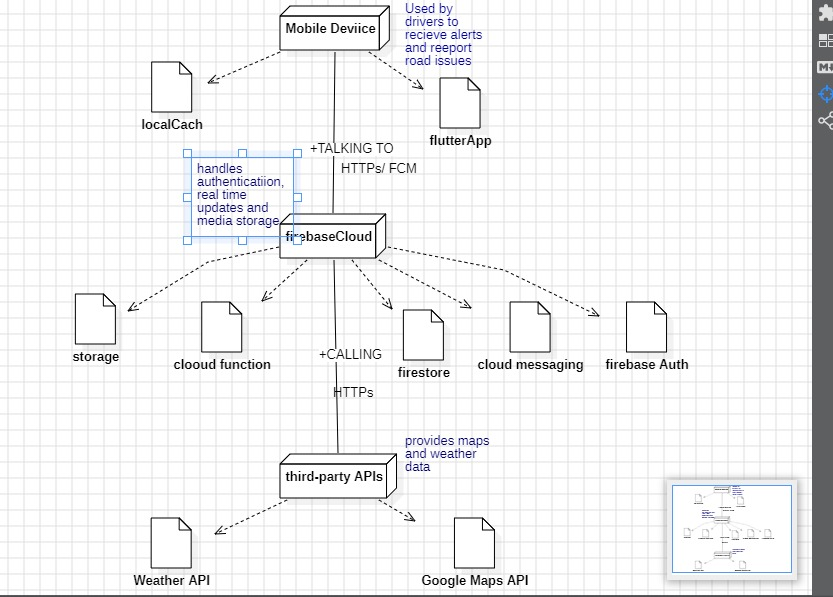 Used by
drivers to
recieve alerts
and reeport
road issues
Mobile Deviice
localCach
flutterApp
+TALKING TO
HTTPs/ FCM
handles
authenticatiion,
real time
updates and
media storage
firebaseCloud
storage
clooud function
firestore
cloud messaging
firebase Auth
+CALLING
HTTPs
provides maps
and weather
data
third-party APIs
Weather API
Google Maps API